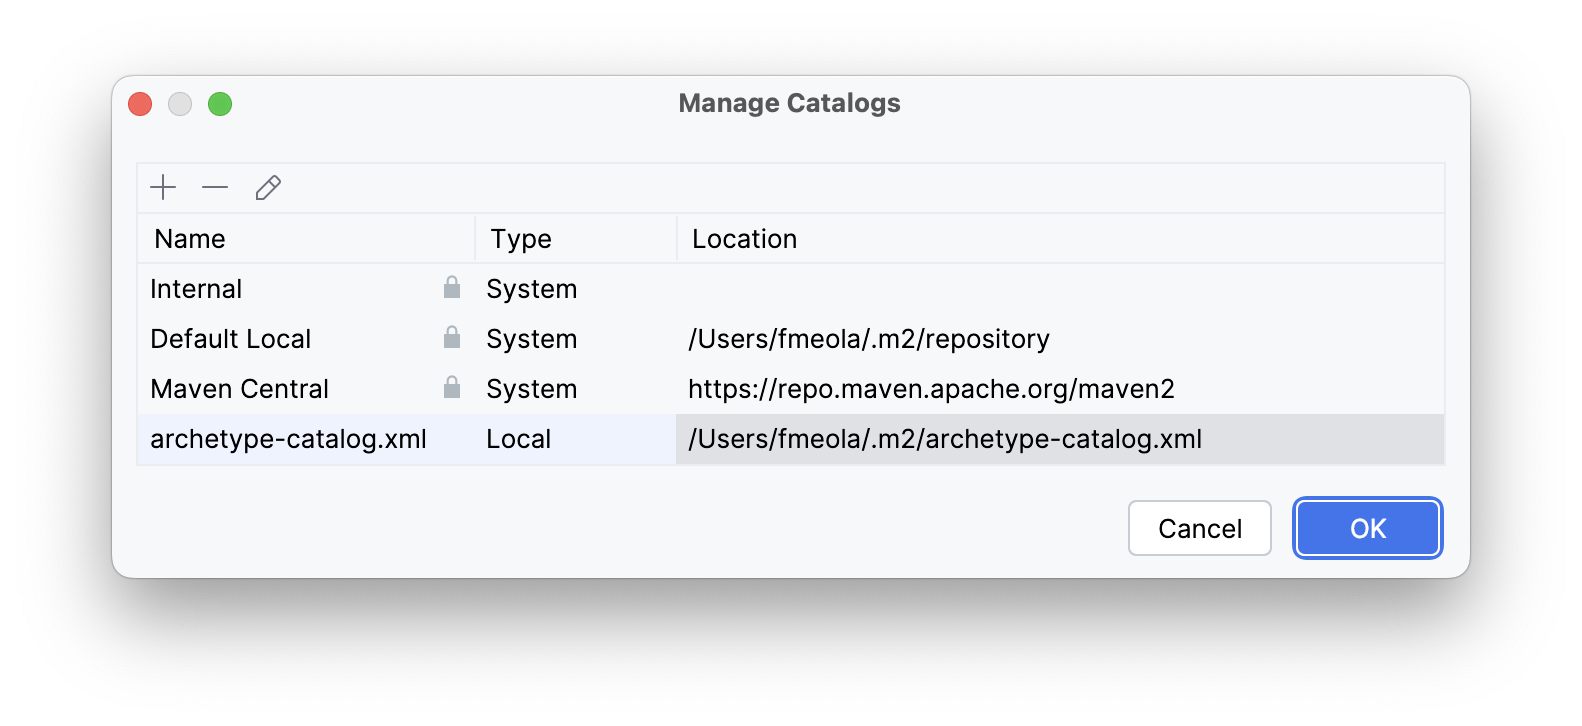 Manage Catalogs
Name Type Location
Internal System
Default Local System /Users/fmeola/.m2/repository
Maven Central System https://repo.maven.apache.org/maven2
archetype-catalog.xml Local /Users/fmeola/.m2/archetype-catalog.xml
Cancel OK